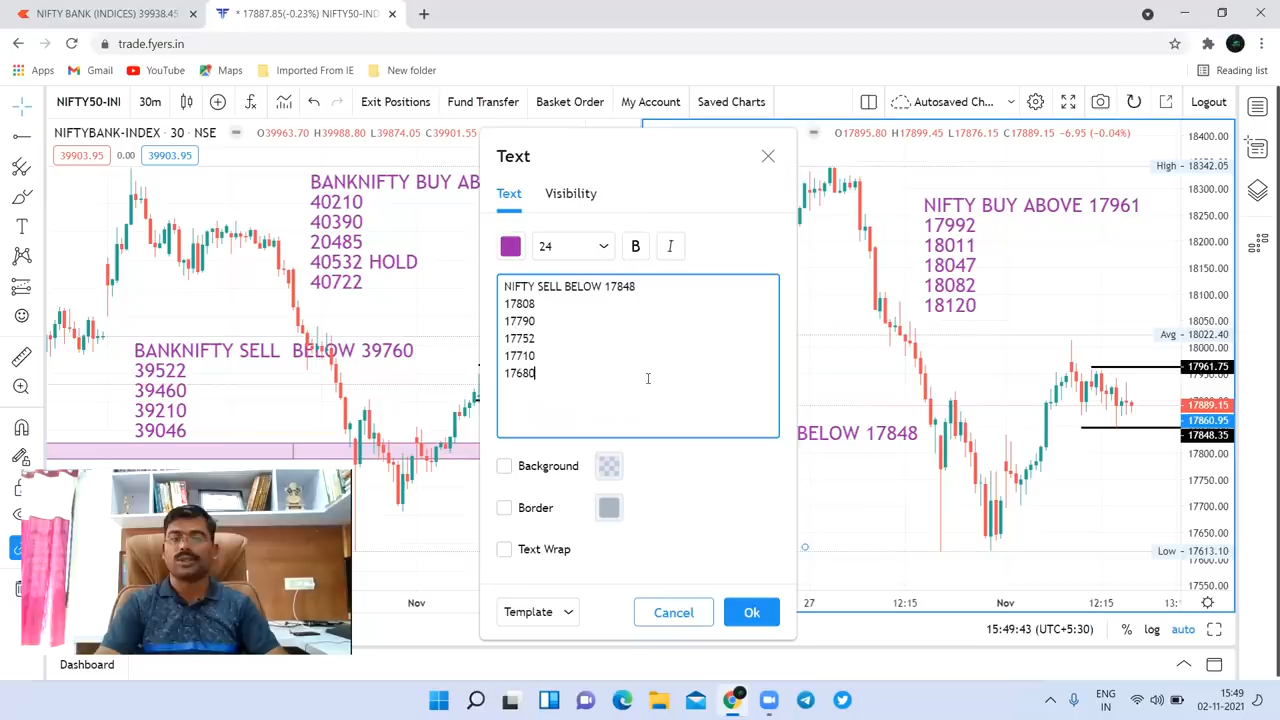 NIFTY BANK (INDICES) 39938.45
* 17887.85(-0.23%) NIFTY50-IND
trade.fyers.in
Apps
Gmail
YouTube
Maps
Imported From IE
New folder
Reading list
NIFTY50-INI
30m
Exit Positions
Fund Transfer
Basket Order
My Account
Saved Charts
Autosaved Ch...
Logout
NIFTYBANK-INDEX • 30 • NSE
O39963.70 H39988.80 L39874.05 C39901.55
39903.95
0.00
39903.95
BANKNIFTY BUY AB
40210
40390
20485
40532 HOLD
40722
BANKNIFTY SELL BELOW 39760
39522
39460
39210
39046
Nov
Text
Text
Visibility
24
B
I
NIFTY SELL BELOW 17848
17808
17790
17752
17710
17680
Background
Border
Text Wrap
Template
Cancel
Ok
O17895.80 H17899.45 L17876.15 C17889.15 -6.95 (-0.04%)
NIFTY BUY ABOVE 17961
17992
18011
18047
18082
18120
BELOW 17848
18400.00
High - 18342.05
18300.00
18250.00
18200.00
18150.00
18100.00
18050.00
Avg - 18022.40
18000.00
17961.75
17889.15
17860.95
17848.35
17800.00
17750.00
17700.00
17650.00
Low - 17613.10
17600.00
17550.00
27
12:15
Nov
12:15
13:
15:49:43 (UTC+5:30)
%
log
auto
Dashboard
ENG
IN
15:49
02-11-2021